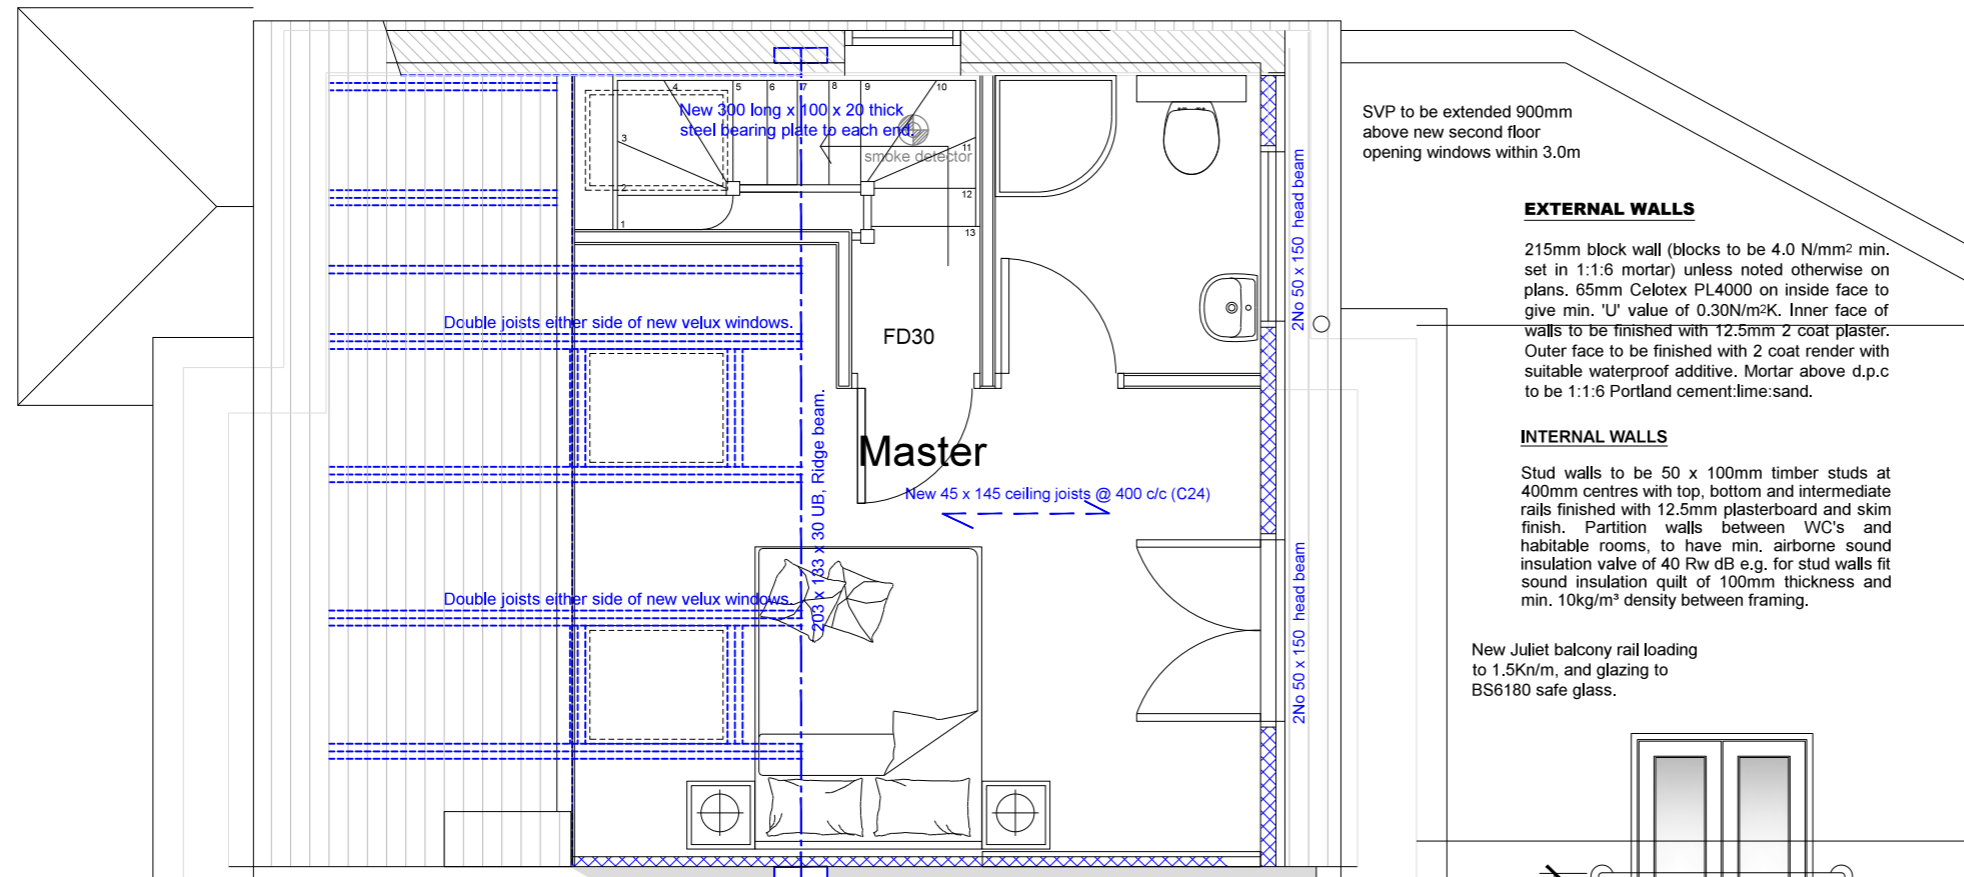 4
5
6
7
8
9
10
New 300 long x 100 x 20 thick
steel bearing plate to each end.
3
11
smoke detector
2
12
1
13
Double joists either side of new velux windows.
FD30
203 x 133 x 30 UB, Ridge beam.
Master
New 45 x 145 ceiling joists @ 400 c/c (C24)
Double joists either side of new velux windows.
2No 50 x 150 head beam
2No 50 x 150 head beam
SVP to be extended 900mm
above new second floor
opening windows within 3.0m
EXTERNAL WALLS
215mm block wall (blocks to be 4.0 N/mm² min.
set in 1:1:6 mortar) unless noted otherwise on
plans. 65mm Celotex PL4000 on inside face to
give min. 'U' value of 0.30N/m²K. Inner face of
walls to be finished with 12.5mm 2 coat plaster.
Outer face to be finished with 2 coat render with
suitable waterproof additive. Mortar above d.p.c
to be 1:1:6 Portland cement:lime:sand.
INTERNAL WALLS
Stud walls to be 50 x 100mm timber studs at
400mm centres with top, bottom and intermediate
rails finished with 12.5mm plasterboard and skim
finish. Partition walls between WC's and
habitable rooms, to have min. airborne sound
insulation valve of 40 Rw dB e.g. for stud walls fit
sound insulation quilt of 100mm thickness and
min. 10kg/m³ density between framing.
New Juliet balcony rail loading
to 1.5Kn/m, and glazing to
BS6180 safe glass.